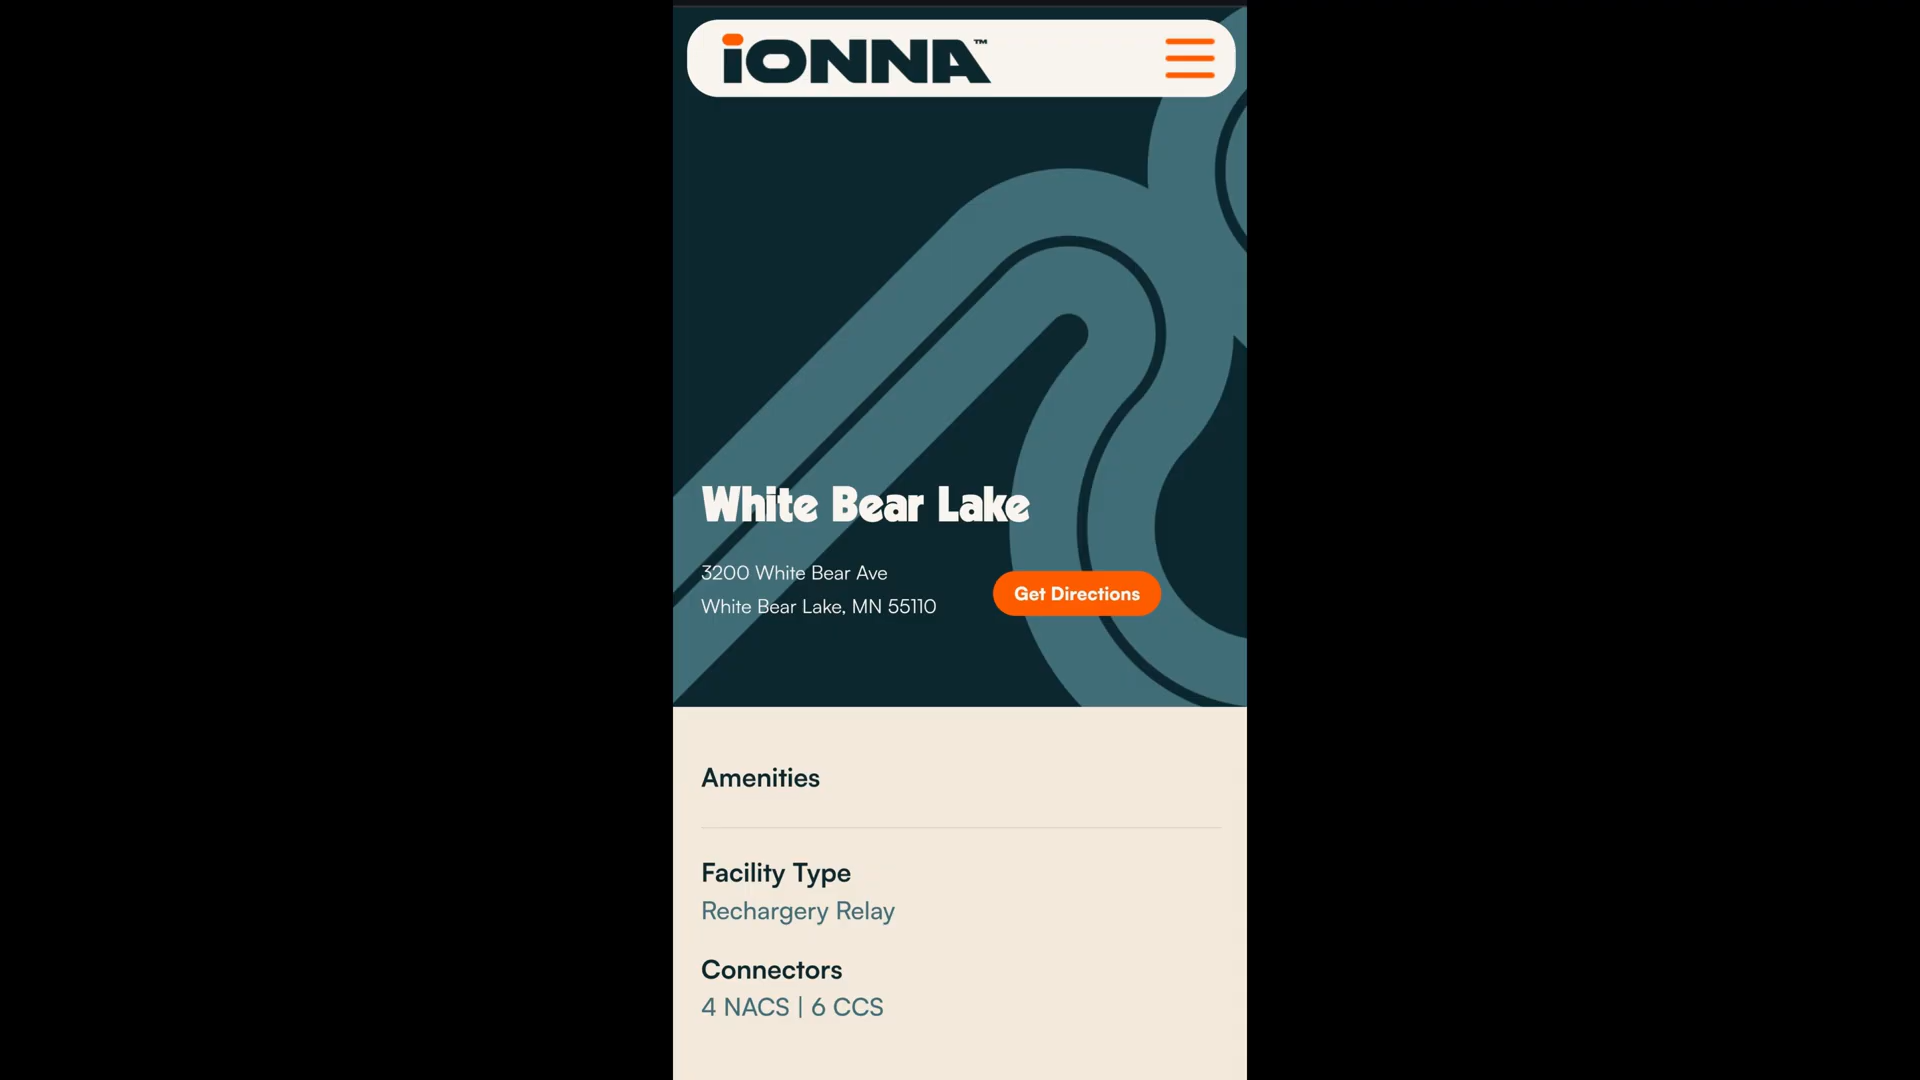 iONNA™
White Bear Lake
3200 White Bear Ave
White Bear Lake, MN 55110
Get Directions
Amenities
Facility Type
Rechargery Relay
Connectors
4 NACS | 6 CCS